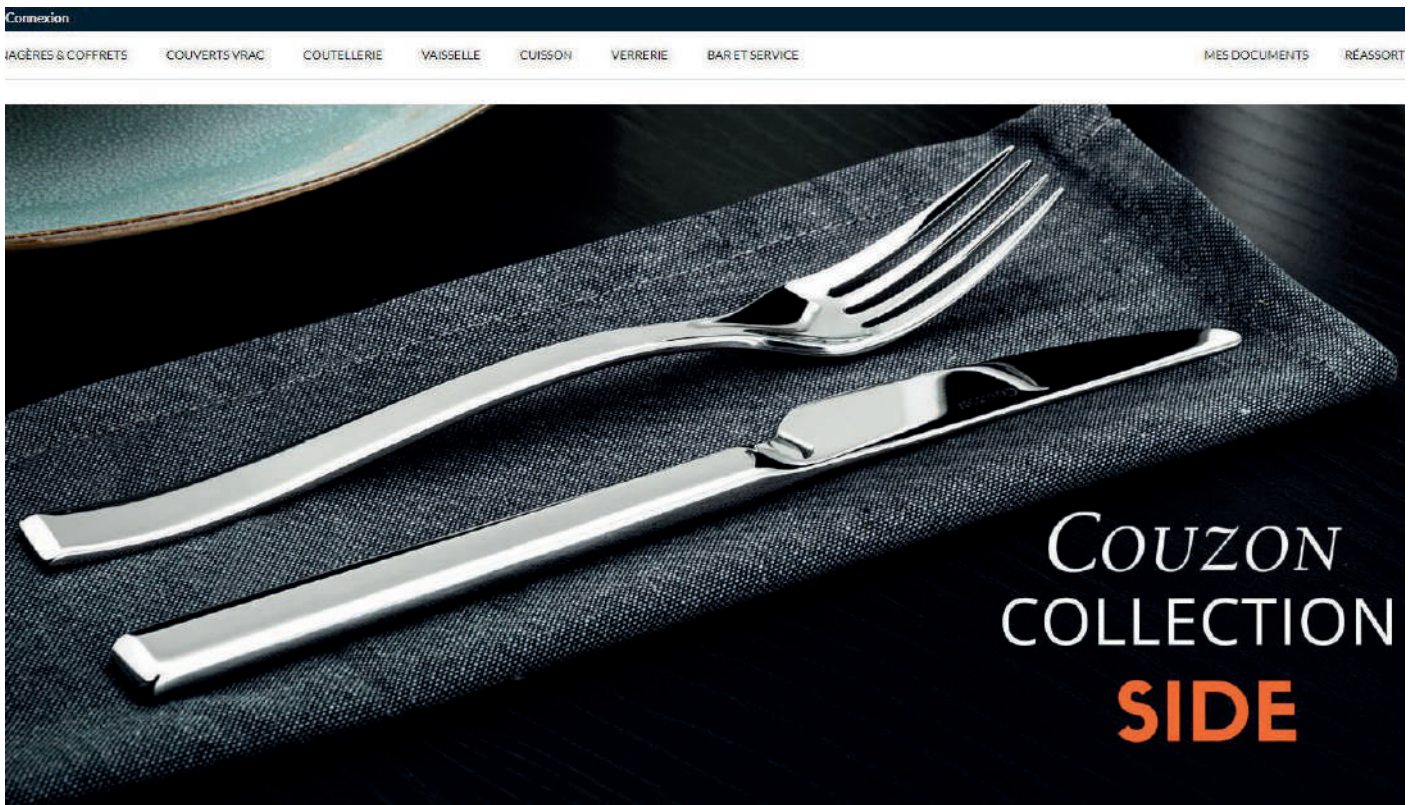 Connexion
NAGÈRES & COFFRETS COUVERTS VRAC COUTELLERIE VAISSELLE CUISSON VERRERIE BAR ET SERVICE MES DOCUMENTS RÉASSORT
COUZON
COLLECTION
SIDE